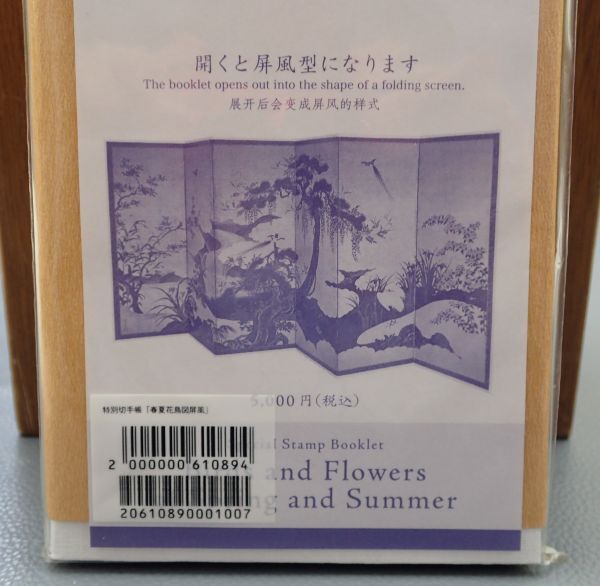 開くと屏風型になります
The booklet opens out into the shape of a folding screen.
展开后会变成屏风的样式
5,000円(税込)
特別切手帳「春夏花鳥図屏風」
2 000000 610894
20610890001007
Stamp Booklet
and Flowers
and Summer